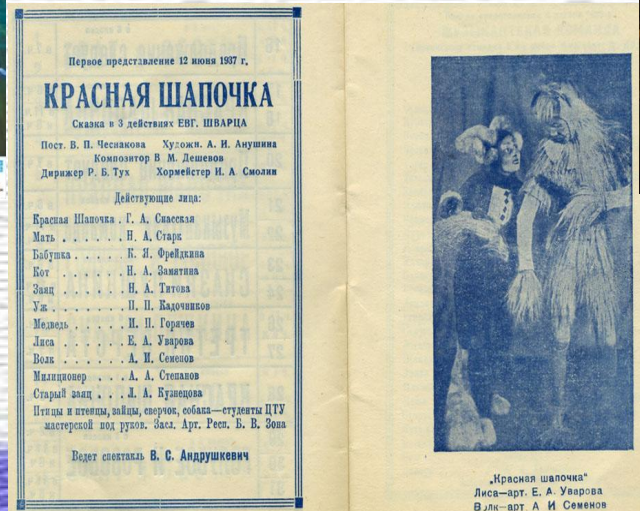 Первое представление 12 июня 1937 г.
КРАСНАЯ ШАПОЧКА
Сказка в 3 действиях ЕВГ. ШВАРЦА
Пост. В. П. Чеснакова Художн. А. И. Анушина
Композитор В М. Дешевов
Дирижер Р. Б. Тух Хормейстер И. А. Смолин
Действующие лица:
Красная Шапочка . Г. А. Спасская
Мать . . . . . . . Н. А. Старк
Бабушка . . . . . К. Я. Фрейдкина
Кот . . . . . . . Н. А. Замятина
Заяц . . . . . . . Н. А. Титова
Уж . . . . . . . . П. П. Кадочников
Медведь . . . . . И. П. Горячев
Лиса . . . . . . . Е. А. Уварова
Волк . . . . . . . А. И. Семенов
Милиционер . . . . А. А. Степанов
Старый заяц . . . Л. А. Кузнецова
Птицы и птенцы, зайцы, сверчок, собака—студенты ЦТУ
мастерской под руков. Засл. Арт. Респ. Б. В. Зона
Ведет спектакль В. С. Андрушкевич
„Красная шапочка“
Лиса—арт. Е. А. Уварова
Волк—арт А И Семенов